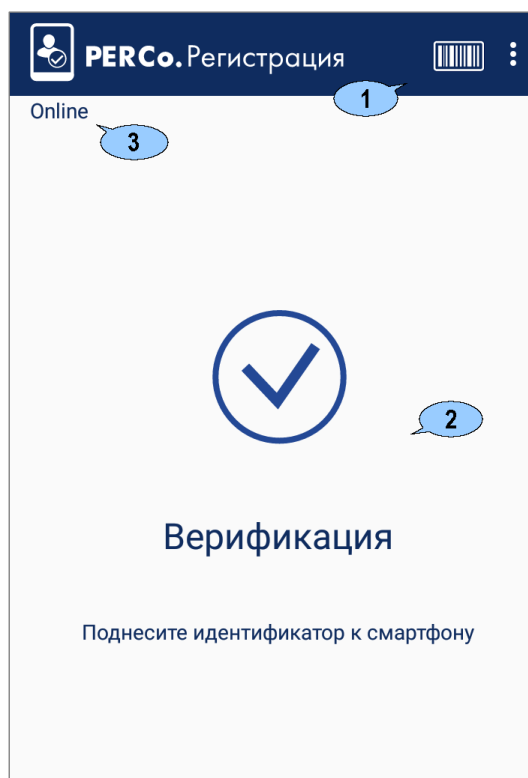 PERCo.Регистрация
1
Online
3
2
Верификация
Поднесите идентификатор к смартфону